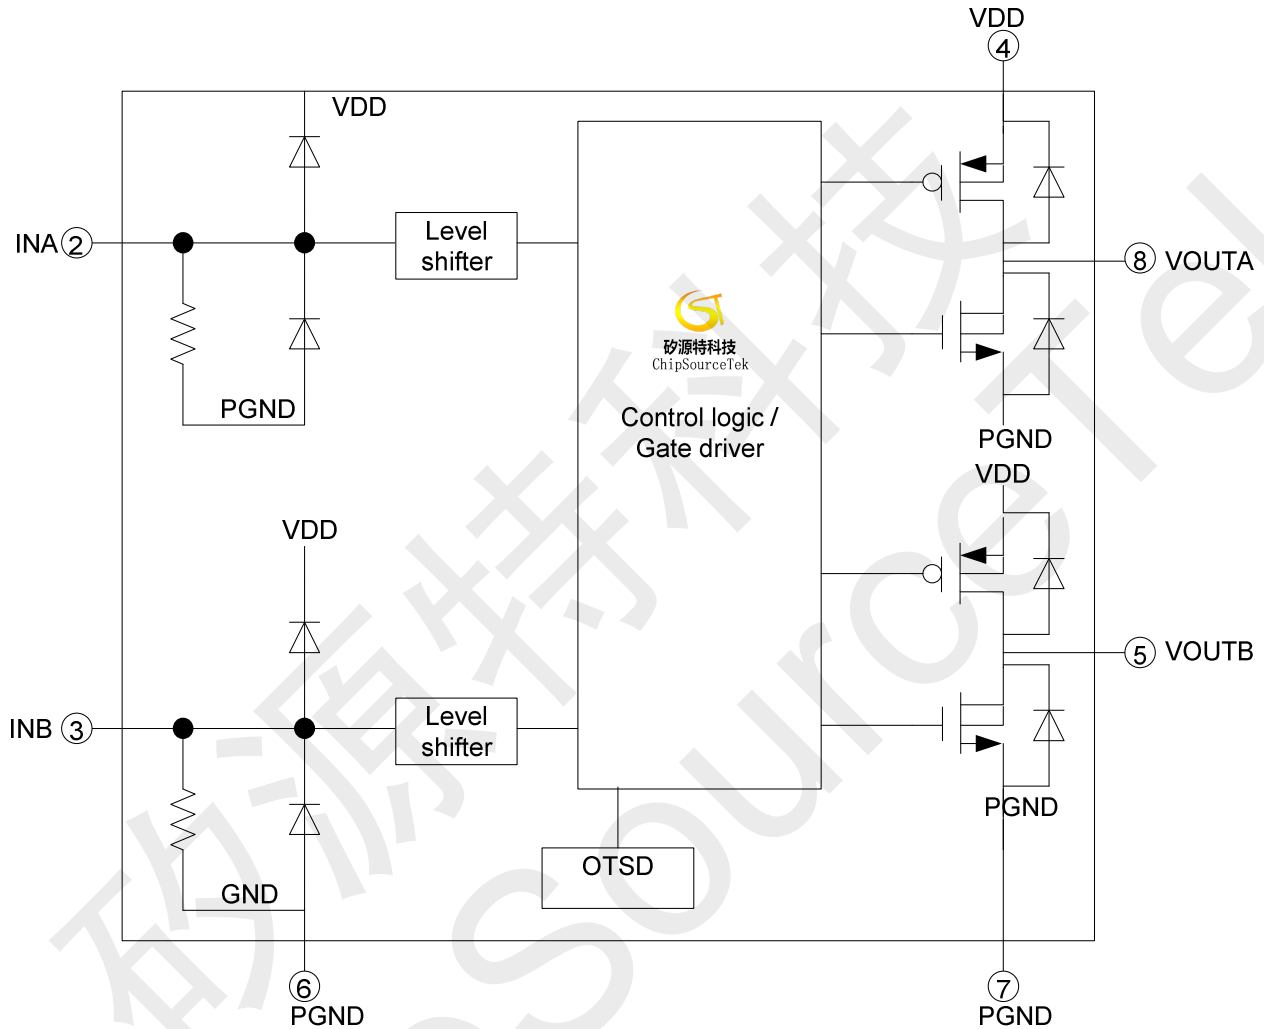 VDD
4
VDD
INA 2
Level
shifter
8 VOUTA
矽源特科技
ChipSourceTek
PGND
Control logic /
Gate driver
PGND
VDD
VDD
INB 3
Level
shifter
5 VOUTB
PGND
OTSD
GND
6
PGND
7
PGND
矽源特科技
ChipSourceTek